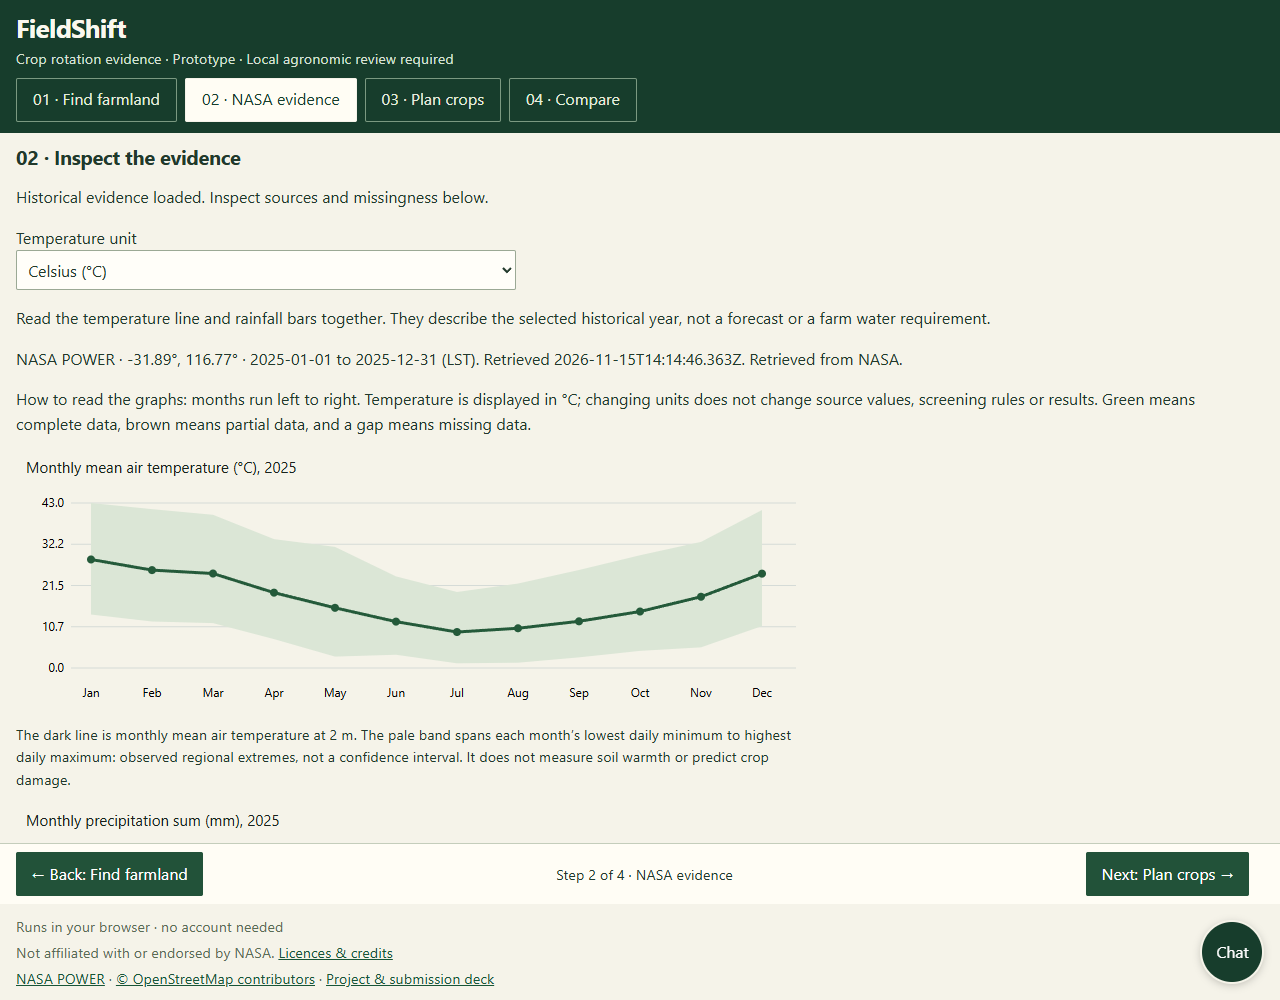 FieldShift
Crop rotation evidence · Prototype · Local agronomic review required
01 · Find farmland
02 · NASA evidence
03 · Plan crops
04 · Compare
02 · Inspect the evidence
Historical evidence loaded. Inspect sources and missingness below.
Temperature unit
Celsius (°C)
Read the temperature line and rainfall bars together. They describe the selected historical year, not a forecast or a farm water requirement.
NASA POWER · -31.89°, 116.77° · 2025-01-01 to 2025-12-31 (LST). Retrieved 2026-11-15T14:14:46.363Z. Retrieved from NASA.
How to read the graphs: months run left to right. Temperature is displayed in °C; changing units does not change source values, screening rules or results. Green means
complete data, brown means partial data, and a gap means missing data.
Monthly mean air temperature (°C), 2025
43.0
32.2
21.5
10.7
0.0
Jan Feb Mar Apr May Jun Jul Aug Sep Oct Nov Dec
The dark line is monthly mean air temperature at 2 m. The pale band spans each month's lowest daily minimum to highest
daily maximum: observed regional extremes, not a confidence interval. It does not measure soil warmth or predict crop
damage.
Monthly precipitation sum (mm), 2025
← Back: Find farmland
Step 2 of 4 · NASA evidence
Next: Plan crops →
Runs in your browser · no account needed
Not affiliated with or endorsed by NASA. Licences & credits
NASA POWER · © OpenStreetMap contributors · Project & submission deck
Chat